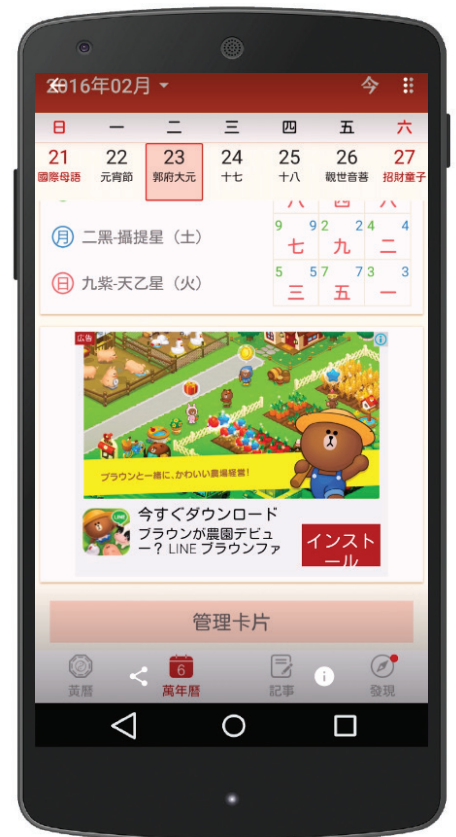 2016年02月
今
日 一 二 三 四 五 六
21 22 23 24 25 26 27
國際母語 元宵節 郭府大元 十七 十八 觀世音菩 招財童子
月 二黑-攝提星（土）
9 9 2 2 4 4
七 九 二
日 九紫-天乙星（火）
5 5 7 7 3 3
三 五 一
広告
ブラウンと一緒に、かわいい農場経営!
LINE
今すぐダウンロード
ブラウンが農園デビュ
ー? LINE ブラウンファ
インスト
ール
管理卡片
6
黃曆 萬年曆 記事 發現